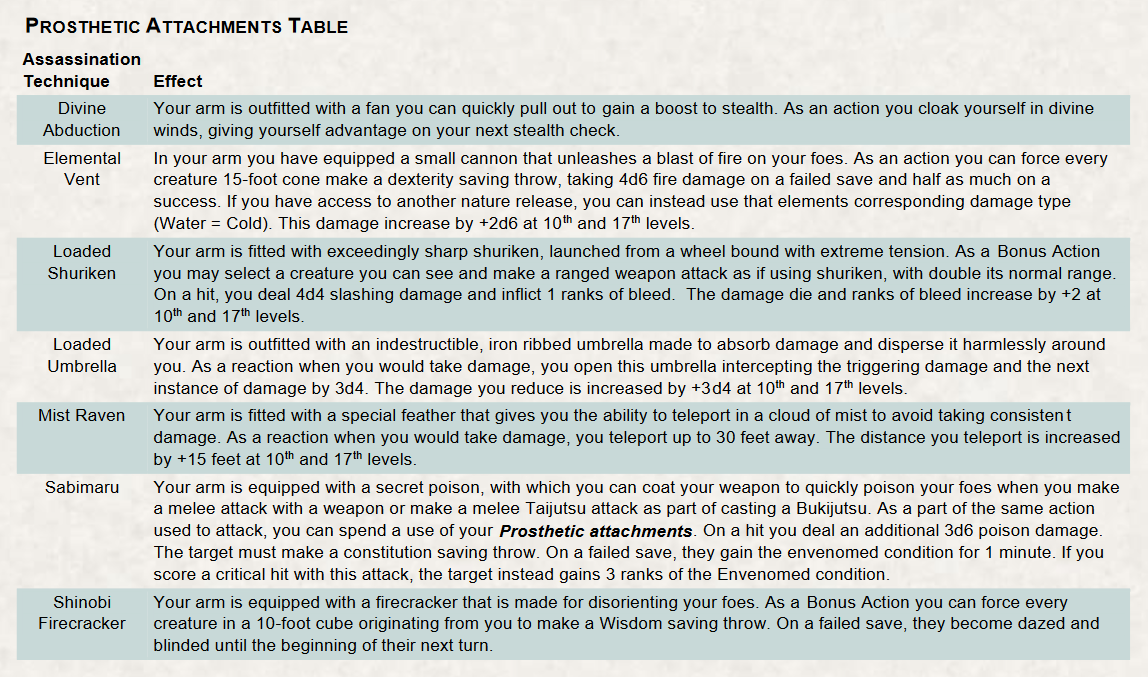 PROSTHETIC ATTACHMENTS TABLE
Assassination
Technique Effect
Divine Your arm is outfitted with a fan you can quickly pull out to gain a boost to stealth. As an action you cloak yourself in divine
Abduction winds, giving yourself advantage on your next stealth check.
Elemental In your arm you have equipped a small cannon that unleashes a blast of fire on your foes. As an action you can force every
Vent creature 15-foot cone make a dexterity saving throw, taking 4d6 fire damage on a failed save and half as much on a
success. If you have access to another nature release, you can instead use that elements corresponding damage type
(Water = Cold). This damage increase by +2d6 at 10th and 17th levels.
Loaded Your arm is fitted with exceedingly sharp shuriken, launched from a wheel bound with extreme tension. As a Bonus Action
Shuriken you may select a creature you can see and make a ranged weapon attack as if using shuriken, with double its normal range.
On a hit, you deal 4d4 slashing damage and inflict 1 ranks of bleed. The damage die and ranks of bleed increase by +2 at
10th and 17th levels.
Loaded Your arm is outfitted with an indestructible, iron ribbed umbrella made to absorb damage and disperse it harmlessly around
Umbrella you. As a reaction when you would take damage, you open this umbrella intercepting the triggering damage and the next
instance of damage by 3d4. The damage you reduce is increased by +3d4 at 10th and 17th levels.
Mist Raven Your arm is fitted with a special feather that gives you the ability to teleport in a cloud of mist to avoid taking consistent
damage. As a reaction when you would take damage, you teleport up to 30 feet away. The distance you teleport is increased
by +15 feet at 10th and 17th levels.
Sabimaru Your arm is equipped with a secret poison, with which you can coat your weapon to quickly poison your foes when you make
a melee attack with a weapon or make a melee Taijutsu attack as part of casting a Bukijutsu. As a part of the same action
used to attack, you can spend a use of your Prosthetic attachments. On a hit you deal an additional 3d6 poison damage.
The target must make a constitution saving throw. On a failed save, they gain the envenomed condition for 1 minute. If you
score a critical hit with this attack, the target instead gains 3 ranks of the Envenomed condition.
Shinobi Your arm is equipped with a firecracker that is made for disorienting your foes. As a Bonus Action you can force every
Firecracker creature in a 10-foot cube originating from you to make a Wisdom saving throw. On a failed save, they become dazed and
blinded until the beginning of their next turn.